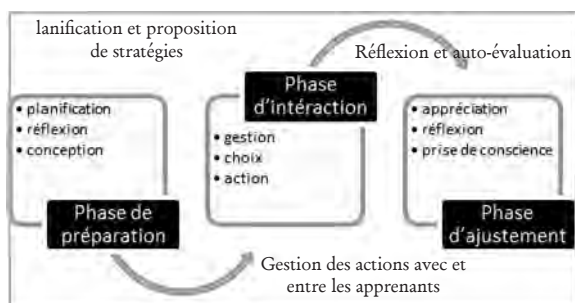 lanification et proposition
de stratégies
Réflexion et auto-évaluation
• planification
• réflexion
• conception
Phase de
préparation
Phase
d'intéraction
• gestion
• choix
• action
• appréciation
• réflexion
• prise de conscience
Phase
d'ajustement
Gestion des actions avec et
entre les apprenants